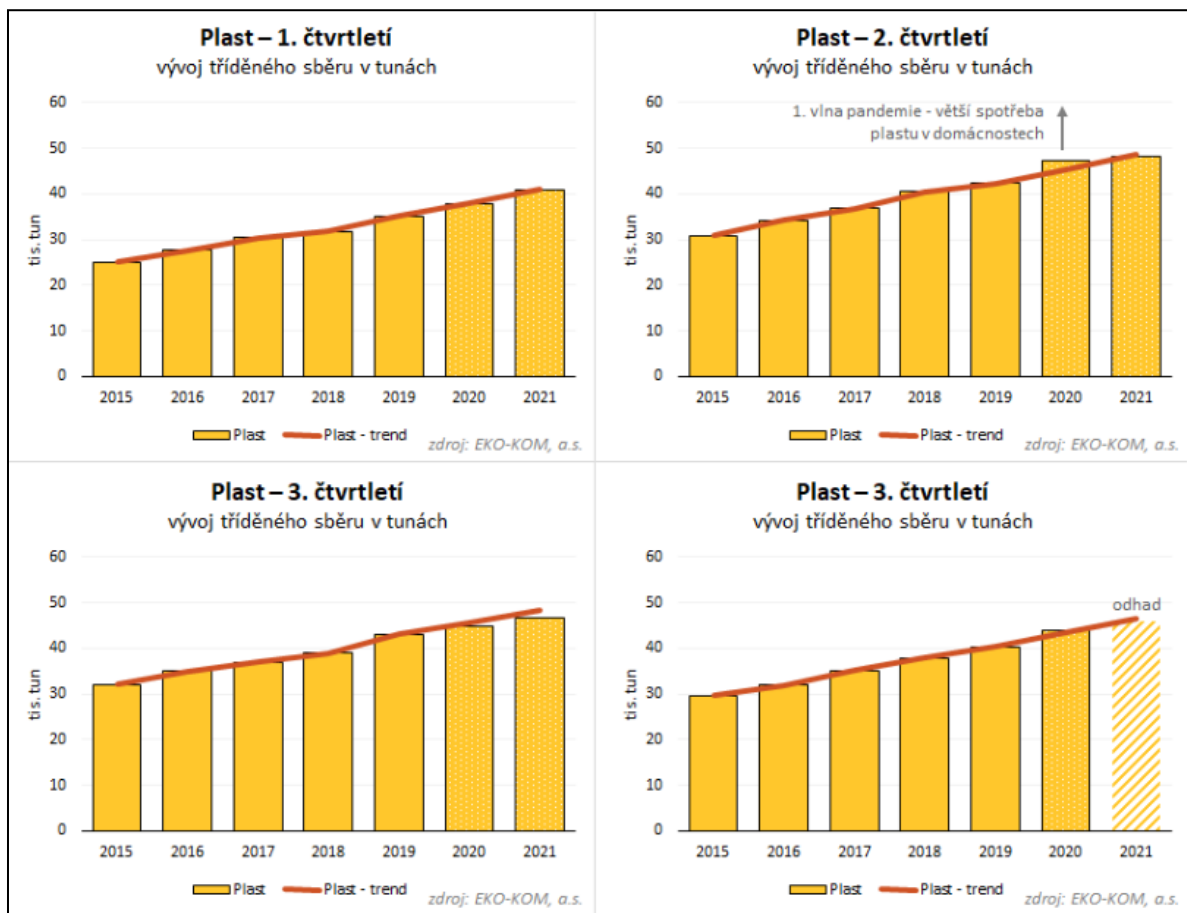 Plast – 1. čtvrtletí
vývoj tříděného sběru v tunách
60
50
40
30
20
10
0
tis. tun
2015 2016 2017 2018 2019 2020 2021
Plast Plast - trend
zdroj: EKO-KOM, a.s.
Plast – 2. čtvrtletí
vývoj tříděného sběru v tunách
1. vlna pandemie - větší spotřeba
plastu v domácnostech
60
50
40
30
20
10
0
tis. tun
2015 2016 2017 2018 2019 2020 2021
Plast Plast - trend
zdroj: EKO-KOM, a.s.
Plast – 3. čtvrtletí
vývoj tříděného sběru v tunách
60
50
40
30
20
10
0
tis. tun
2015 2016 2017 2018 2019 2020 2021
Plast Plast - trend
zdroj: EKO-KOM, a.s.
Plast – 3. čtvrtletí
vývoj tříděného sběru v tunách
60
50
40
30
20
10
0
tis. tun
odhad
2015 2016 2017 2018 2019 2020 2021
Plast Plast - trend
zdroj: EKO-KOM, a.s.